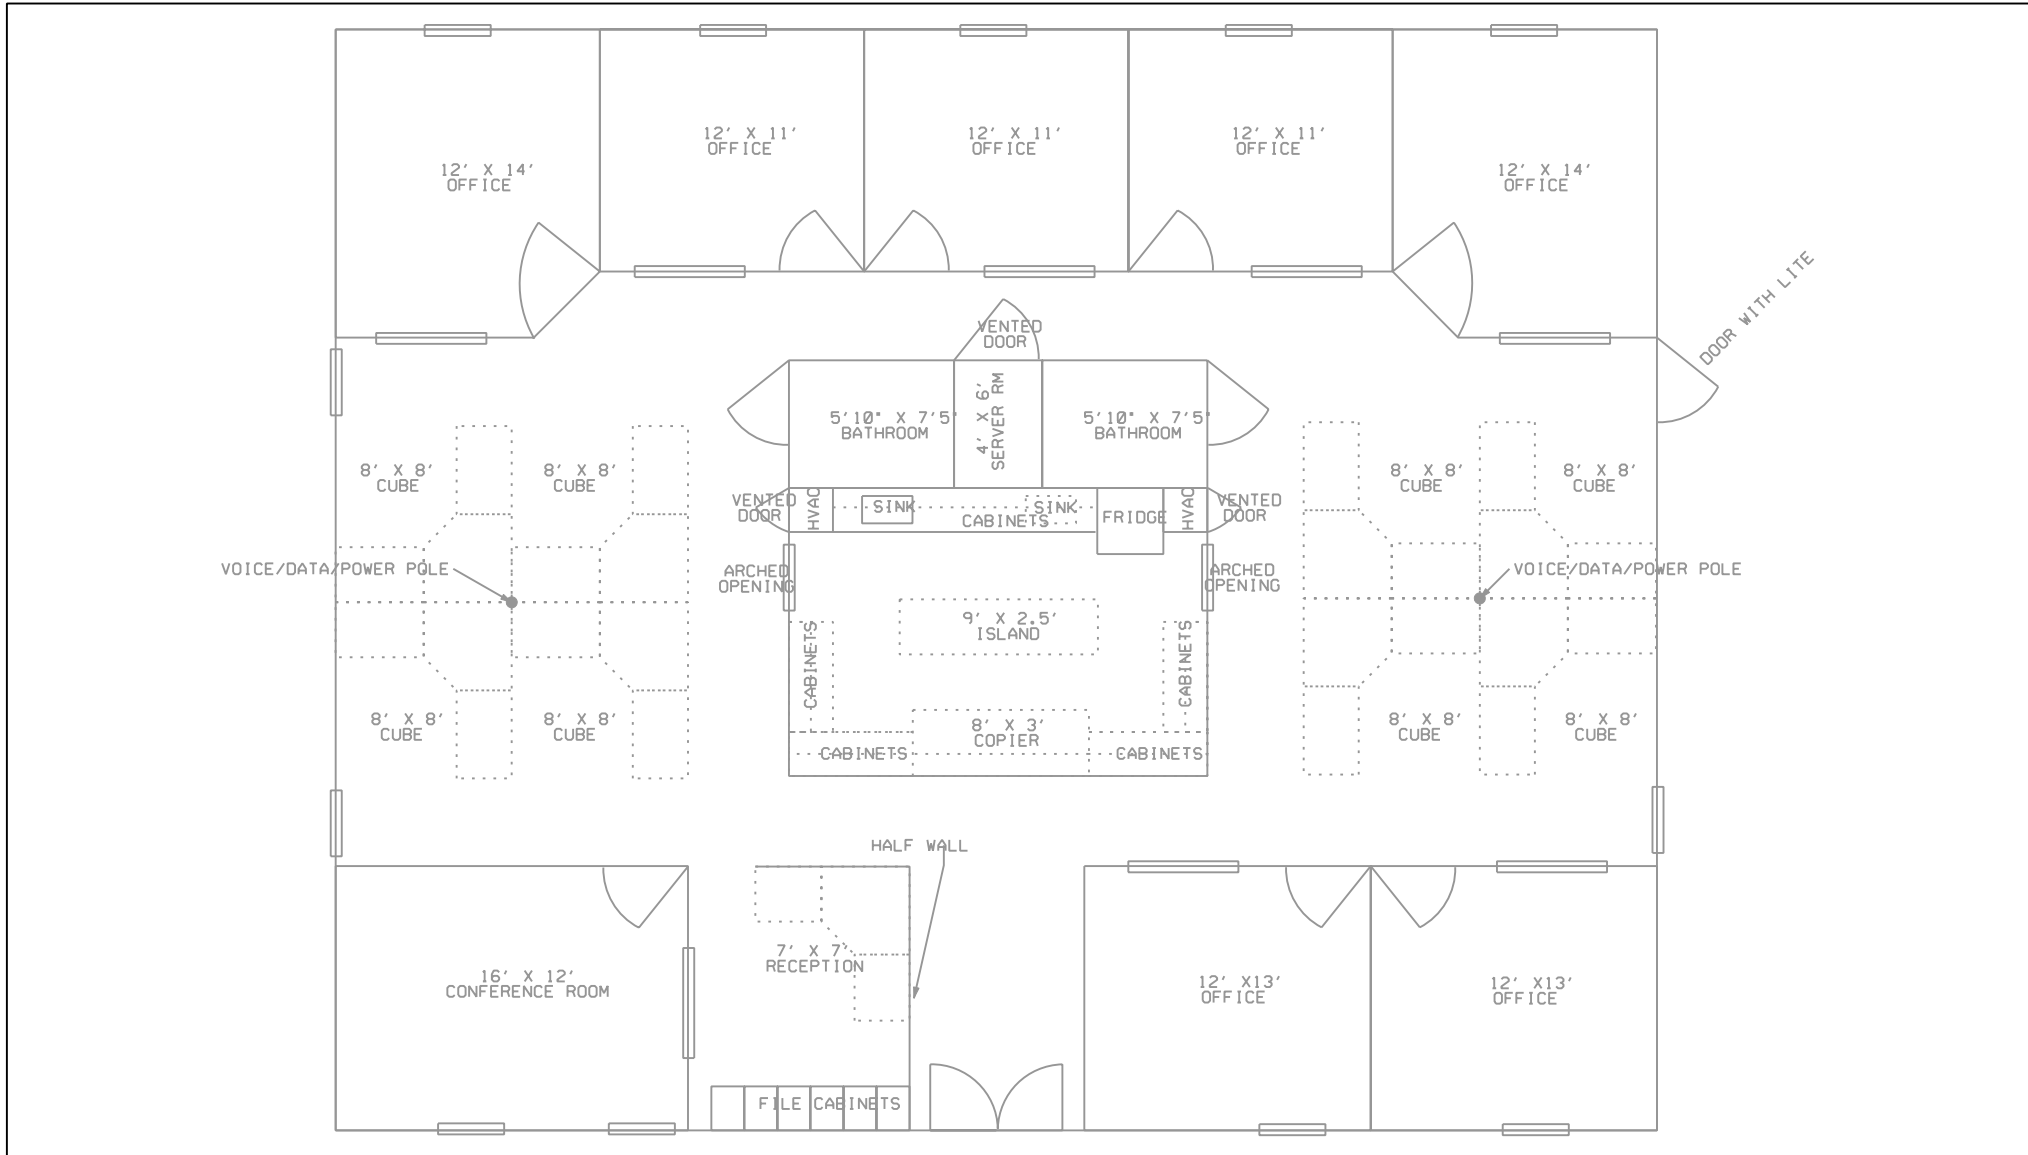 12' X 11'
OFFICE
12' X 11'
OFFICE
12' X 11'
OFFICE
12' X 14'
OFFICE
12' X 14'
OFFICE
DOOR WITH LITE
VENTED
DOOR
5'10" X 7'5"
BATHROOM
4' X 6'
SERVER RM
5'10" X 7'5"
BATHROOM
8' X 8'
CUBE
8' X 8'
CUBE
8' X 8'
CUBE
8' X 8'
CUBE
VENTED
DOOR
HVAC
SINK
CABINETS
SINK
FRIDGE
HVAC
VENTED
DOOR
VOICE/DATA/POWER POLE
ARCHED
OPENING
ARCHED
OPENING
VOICE/DATA/POWER POLE
9' X 2.5'
ISLAND
CABINETS
CABINETS
8' X 8'
CUBE
8' X 8'
CUBE
8' X 3'
COPIER
CABINETS
CABINETS
8' X 8'
CUBE
8' X 8'
CUBE
HALF WALL
7' X 7'
RECEPTION
16' X 12'
CONFERENCE ROOM
12' X13'
OFFICE
12' X13'
OFFICE
FILE CABINETS